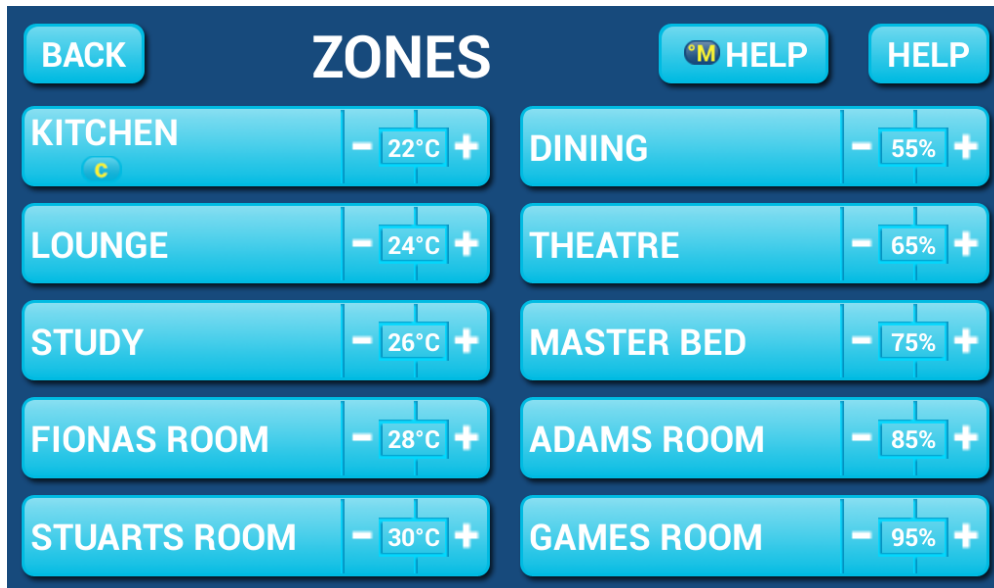 BACK ZONES °M HELP HELP
KITCHEN - 22°C +
C
DINING - 55% +
LOUNGE - 24°C +
THEATRE - 65% +
STUDY - 26°C +
MASTER BED - 75% +
FIONAS ROOM - 28°C +
ADAMS ROOM - 85% +
STUARTS ROOM - 30°C +
GAMES ROOM - 95% +